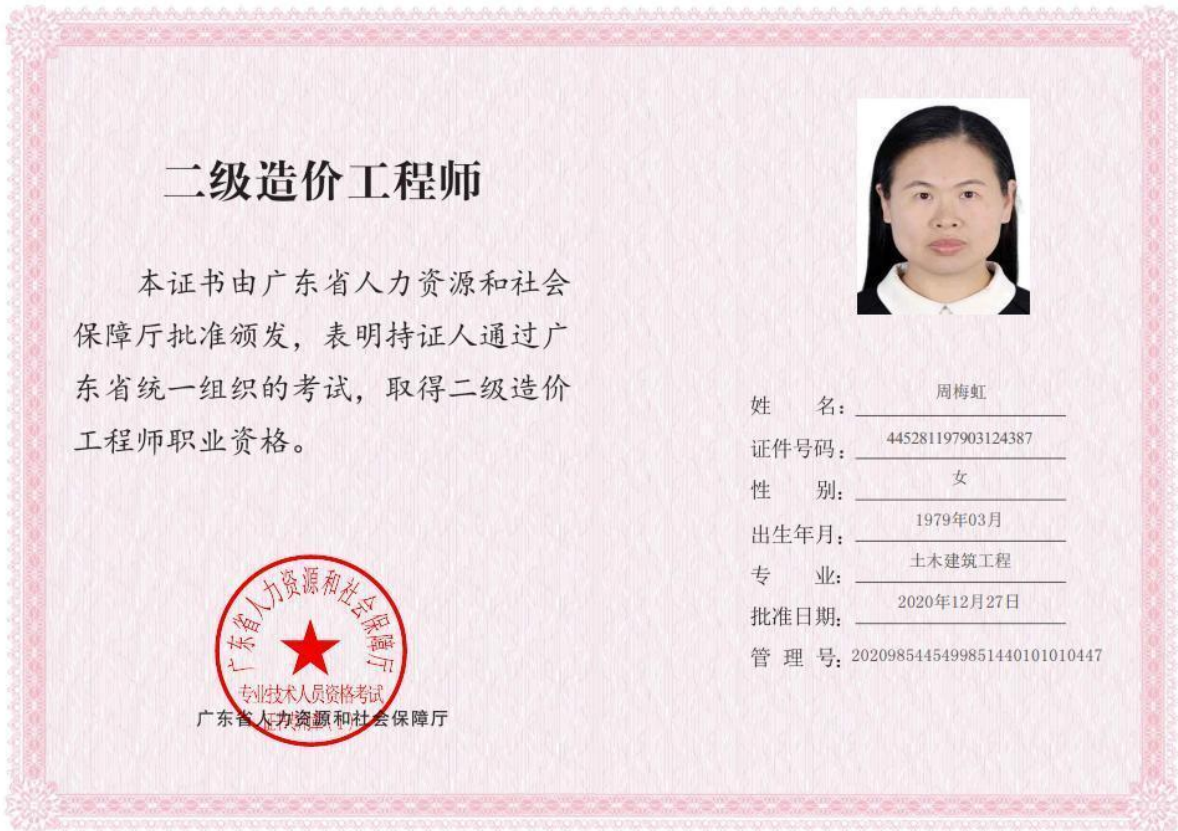 二级造价工程师
本证书由广东省人力资源和社会
保障厅批准颁发，表明持证人通过广
东省统一组织的考试，取得二级造价
工程师职业资格。
广东省人力资源和社会保障厅
专业技术人员资格考试
广东省人力资源和社会保障厅
姓 名：周梅虹
证件号码：445281197903124387
性 别：女
出生年月：1979年03月
专 业：土木建筑工程
批准日期：2020年12月27日
管 理 号：2020985445499851440101010447